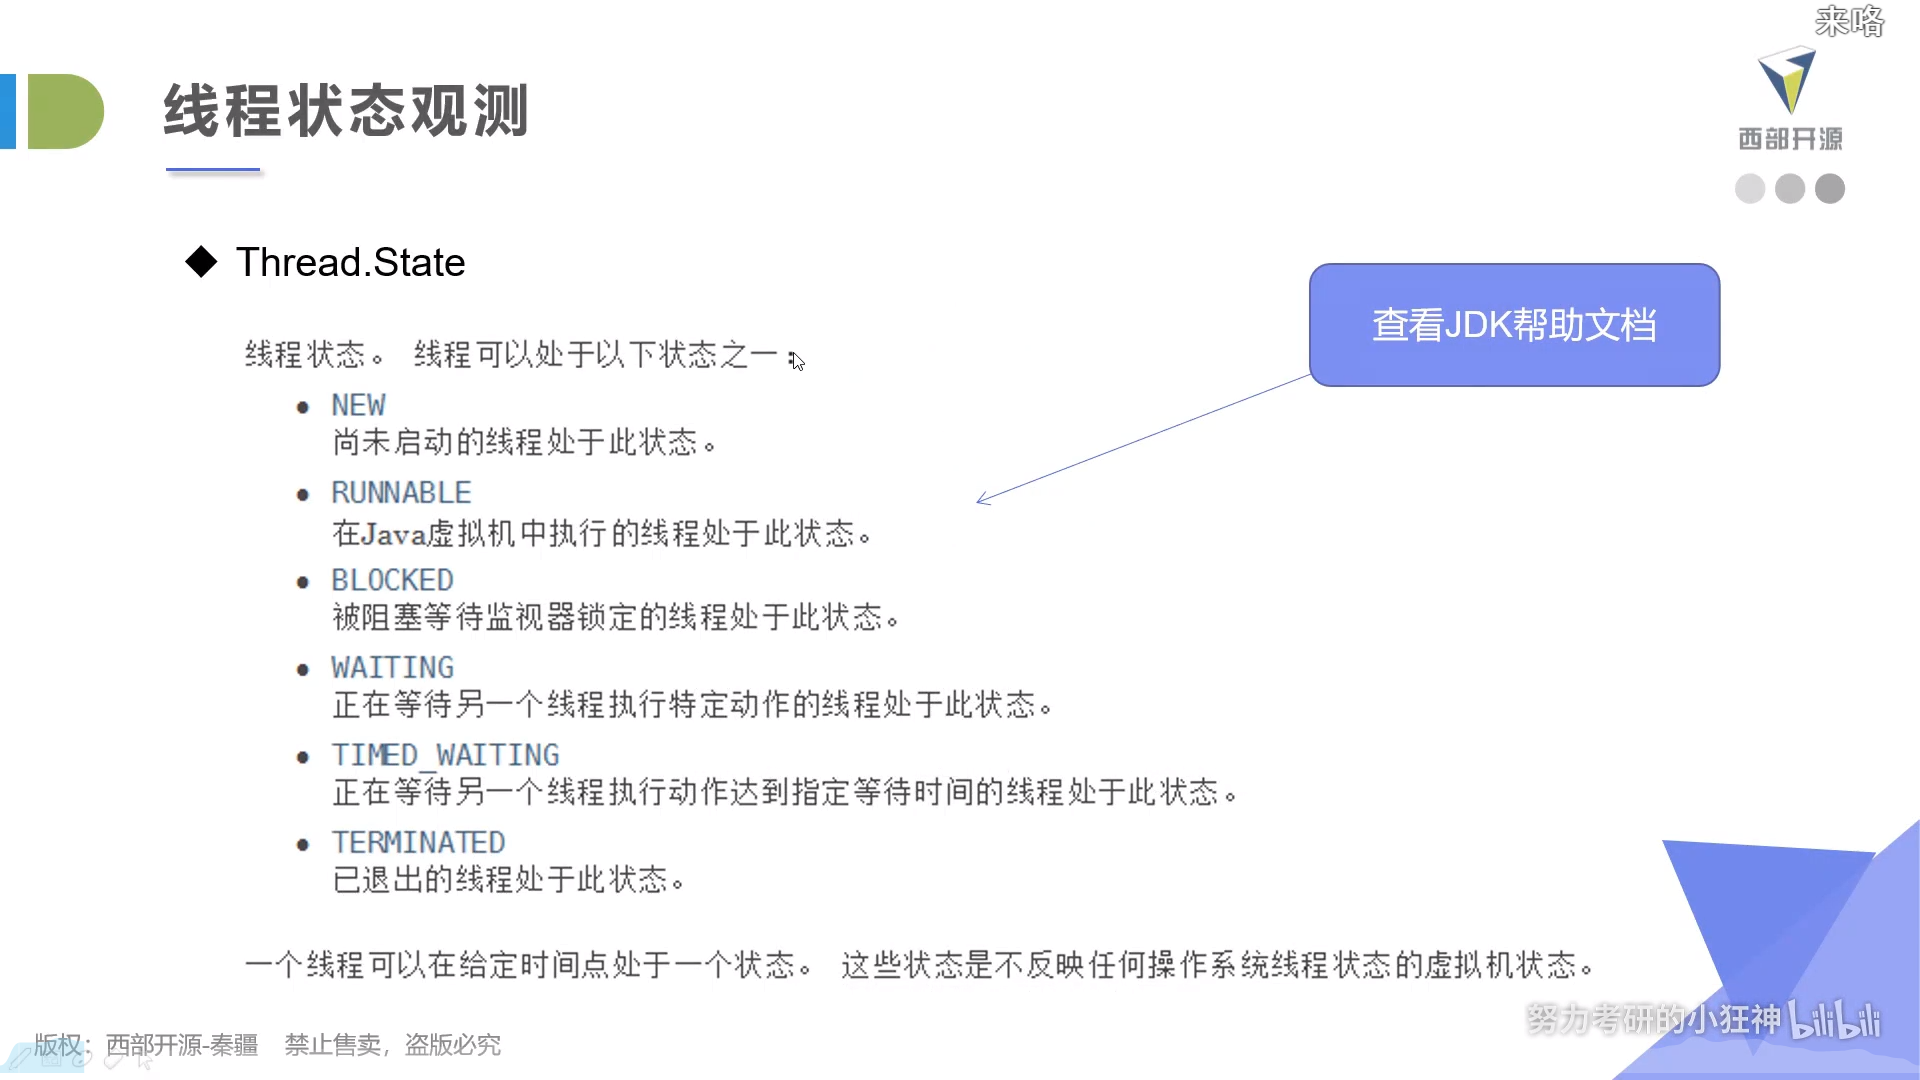 来咯
线程状态观测
西部开源
Thread.State
查看JDK帮助文档
线程状态。 线程可以处于以下状态之一：
NEW
尚未启动的线程处于此状态。
RUNNABLE
在Java虚拟机中执行的线程处于此状态。
BLOCKED
被阻塞等待监视器锁定的线程处于此状态。
WAITING
正在等待另一个线程执行特定动作的线程处于此状态。
TIMED_WAITING
正在等待另一个线程执行动作达到指定等待时间的线程处于此状态。
TERMINATED
已退出的线程处于此状态。
一个线程可以在给定时间点处于一个状态。 这些状态是不反映任何操作系统线程状态的虚拟机状态。
努力考研的小狂神 bilibili
版权：西部开源-秦疆 禁止售卖，盗版必究